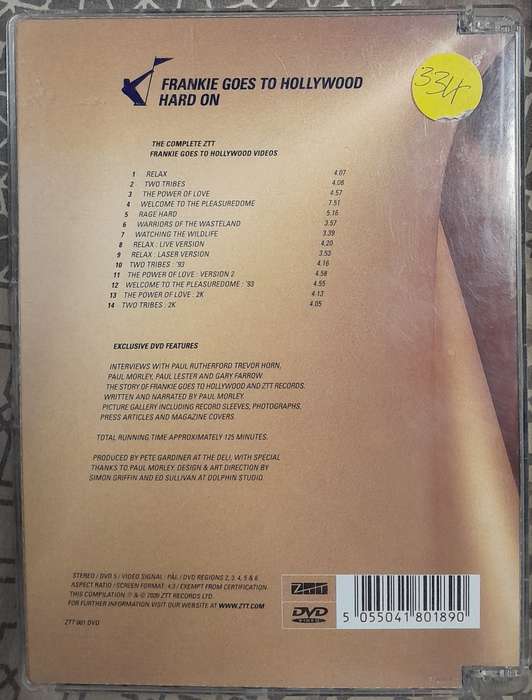 FRANKIE GOES TO HOLLYWOOD
HARD ON
334
THE COMPLETE ZTT
FRANKIE GOES TO HOLLYWOOD VIDEOS
1 RELAX 4.07
2 TWO TRIBES 4.08
3 THE POWER OF LOVE 4.57
4 WELCOME TO THE PLEASUREDOME 7.51
5 RAGE HARD 5.16
6 WARRIORS OF THE WASTELAND 3.57
7 WATCHING THE WILDLIFE 3.39
8 RELAX : LIVE VERSION 4.20
9 RELAX : LASER VERSION 3.53
10 TWO TRIBES : '93 4.16
11 THE POWER OF LOVE : VERSION 2 4.58
12 WELCOME TO THE PLEASUREDOME : '93 4.55
13 THE POWER OF LOVE : 2K 4.13
14 TWO TRIBES : 2K 4.05
EXCLUSIVE DVD FEATURES
INTERVIEWS WITH PAUL RUTHERFORD TREVOR HORN,
PAUL MORLEY, PAUL LESTER AND GARY FARROW.
THE STORY OF FRANKIE GOES TO HOLLYWOOD AND ZTT RECORDS.
WRITTEN AND NARRATED BY PAUL MORLEY.
PICTURE GALLERY INCLUDING RECORD SLEEVES, PHOTOGRAPHS,
PRESS ARTICLES AND MAGAZINE COVERS.
TOTAL RUNNING TIME APPROXIMATELY 125 MINUTES.
PRODUCED BY PETE GARDINER AT THE DELI, WITH SPECIAL
THANKS TO PAUL MORLEY. DESIGN & ART DIRECTION BY
SIMON GRIFFIN AND ED SULLIVAN AT DOLPHIN STUDIO.
STEREO / DVD 5 / VIDEO SIGNAL : PAL / DVD REGIONS 2, 3, 4, 5 & 6
ASPECT RATIO / SCREEN FORMAT: 4:3 / EXEMPT FROM CERTIFICATION.
THIS COMPILATION ℗ & © ZTT RECORDS LTD.
FOR FURTHER INFORMATION VISIT OUR WEBSITE AT WWW.ZTT.COM
ZTT DVD
ZTT
DVD
VIDEO
5 055041 801890